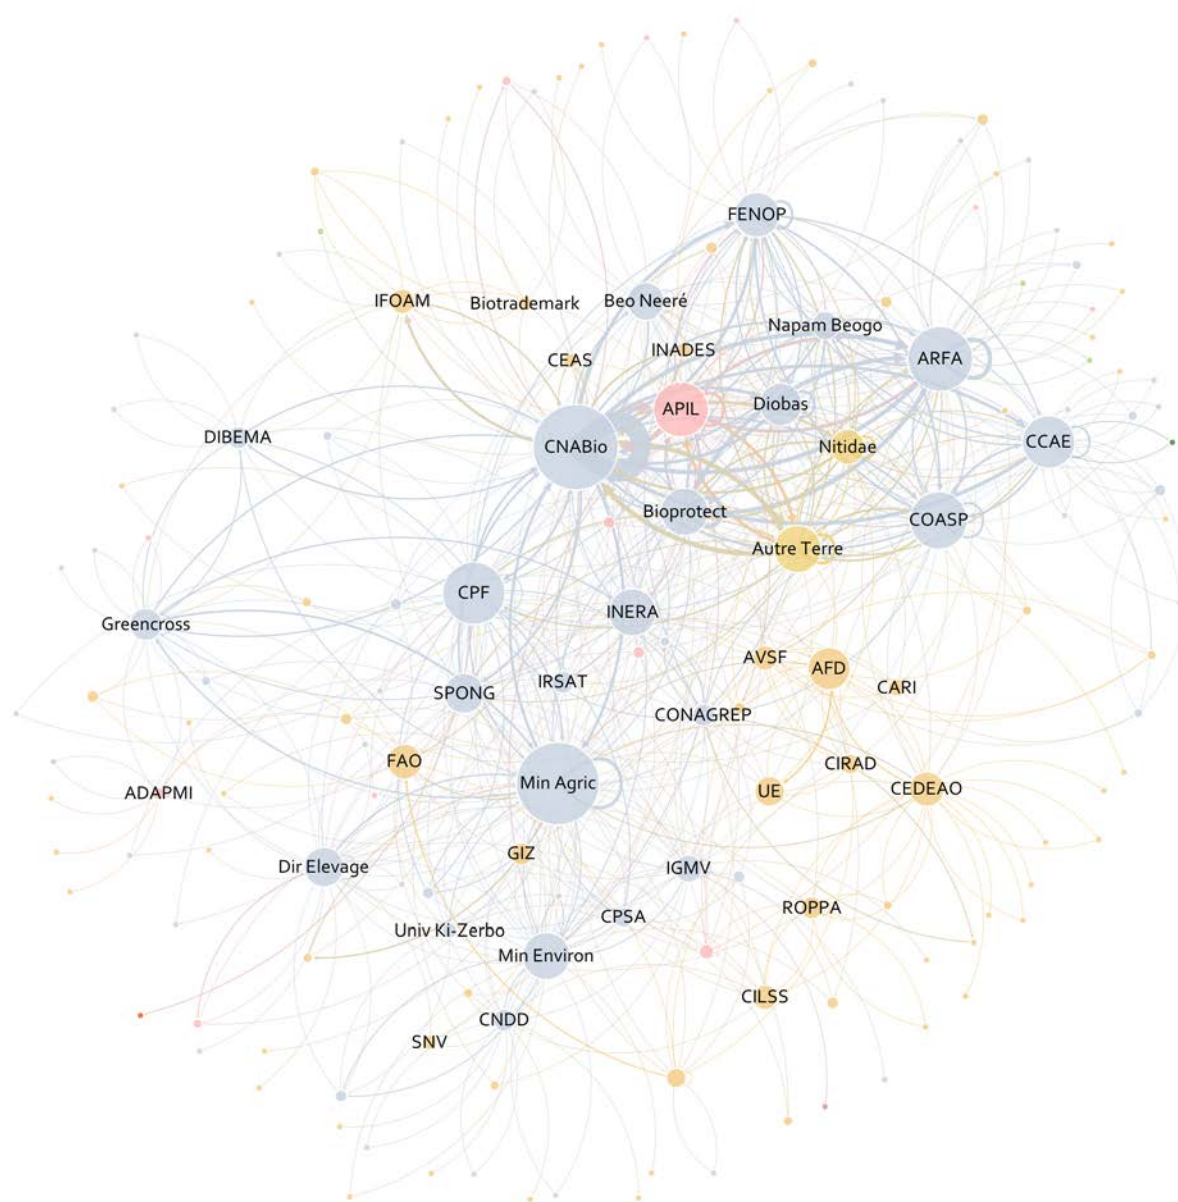 FENOP
IFOAM
Biotrademark
Beo Neeré
Napam Beogo
CEAS
INADES
ARFA
APIL
Diobas
DIBEMA
CNABio
Nitidae
CCAE
Bioprotect
COASP
Autre Terre
CPF
INERA
Greencross
AVSF
AFD
SPONG
IRSAT
CARI
CONAGREP
FAO
CIRAD
Min Agric
UE
CEDEAO
ADAPMI
GIZ
Dir Elevage
IGMV
ROPPA
CPSA
Univ Ki-Zerbo
Min Environ
CILSS
CNDD
SNV